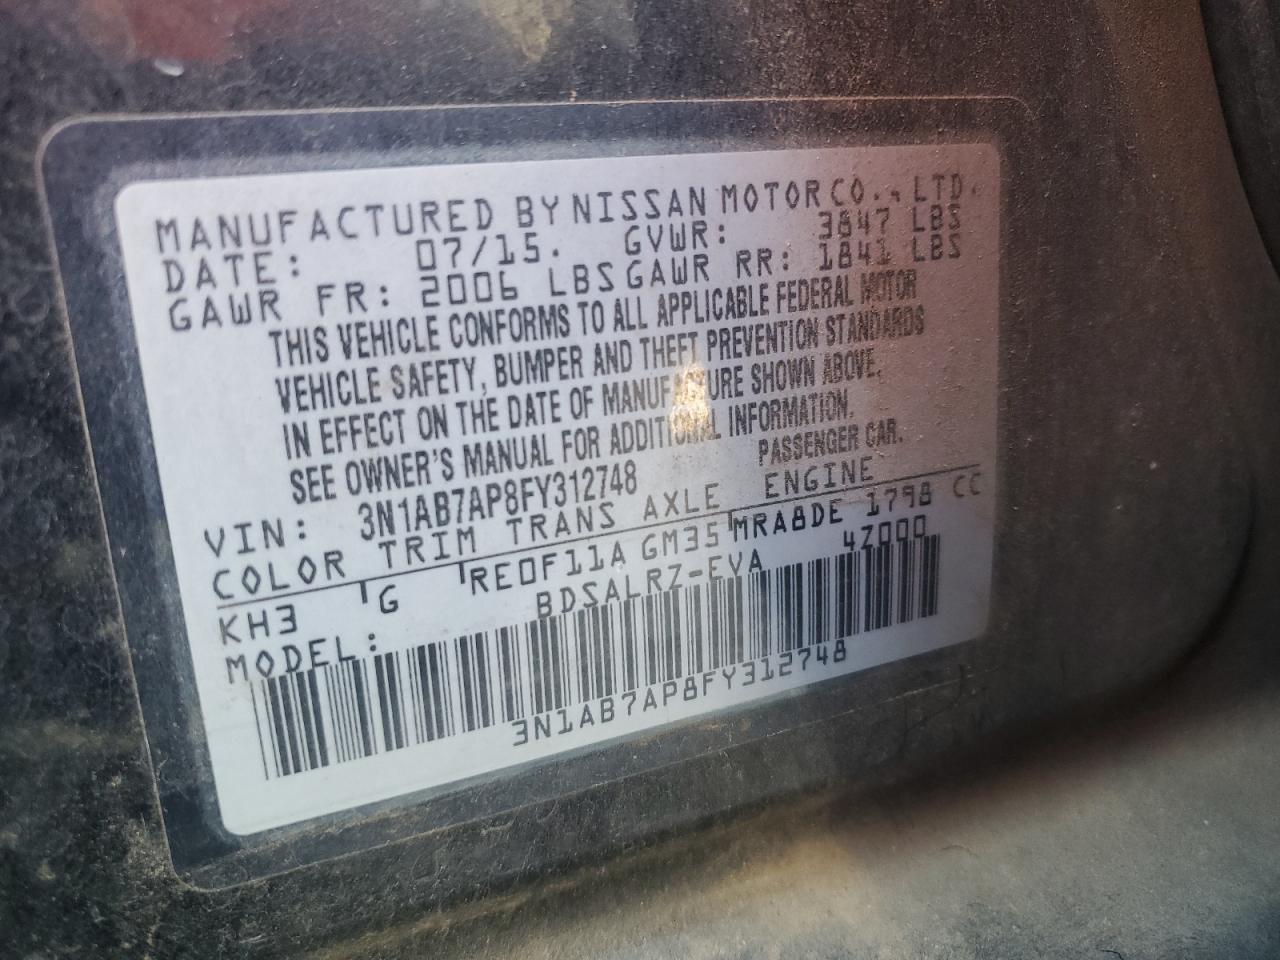 MANUFACTURED BY NISSAN MOTOR CO., LTD.
DATE: 07/15. GVWR: 3847 LBS
GAWR FR: 2006 LBS GAWR RR: 1841 LBS
THIS VEHICLE CONFORMS TO ALL APPLICABLE FEDERAL MOTOR
VEHICLE SAFETY, BUMPER AND THEFT PREVENTION STANDARDS
IN EFFECT ON THE DATE OF MANUFACTURE SHOWN ABOVE.
SEE OWNER'S MANUAL FOR ADDITIONAL INFORMATION.
VIN: 3N1AB7AP8FY312748 PASSENGER CAR.
COLOR TRIM TRANS AXLE ENGINE
KH3 G RE0F11A GM35 MRA8DE 1798 CC
MODEL: BDSALRZ-EVA 4Z000
3N1AB7AP8FY312748